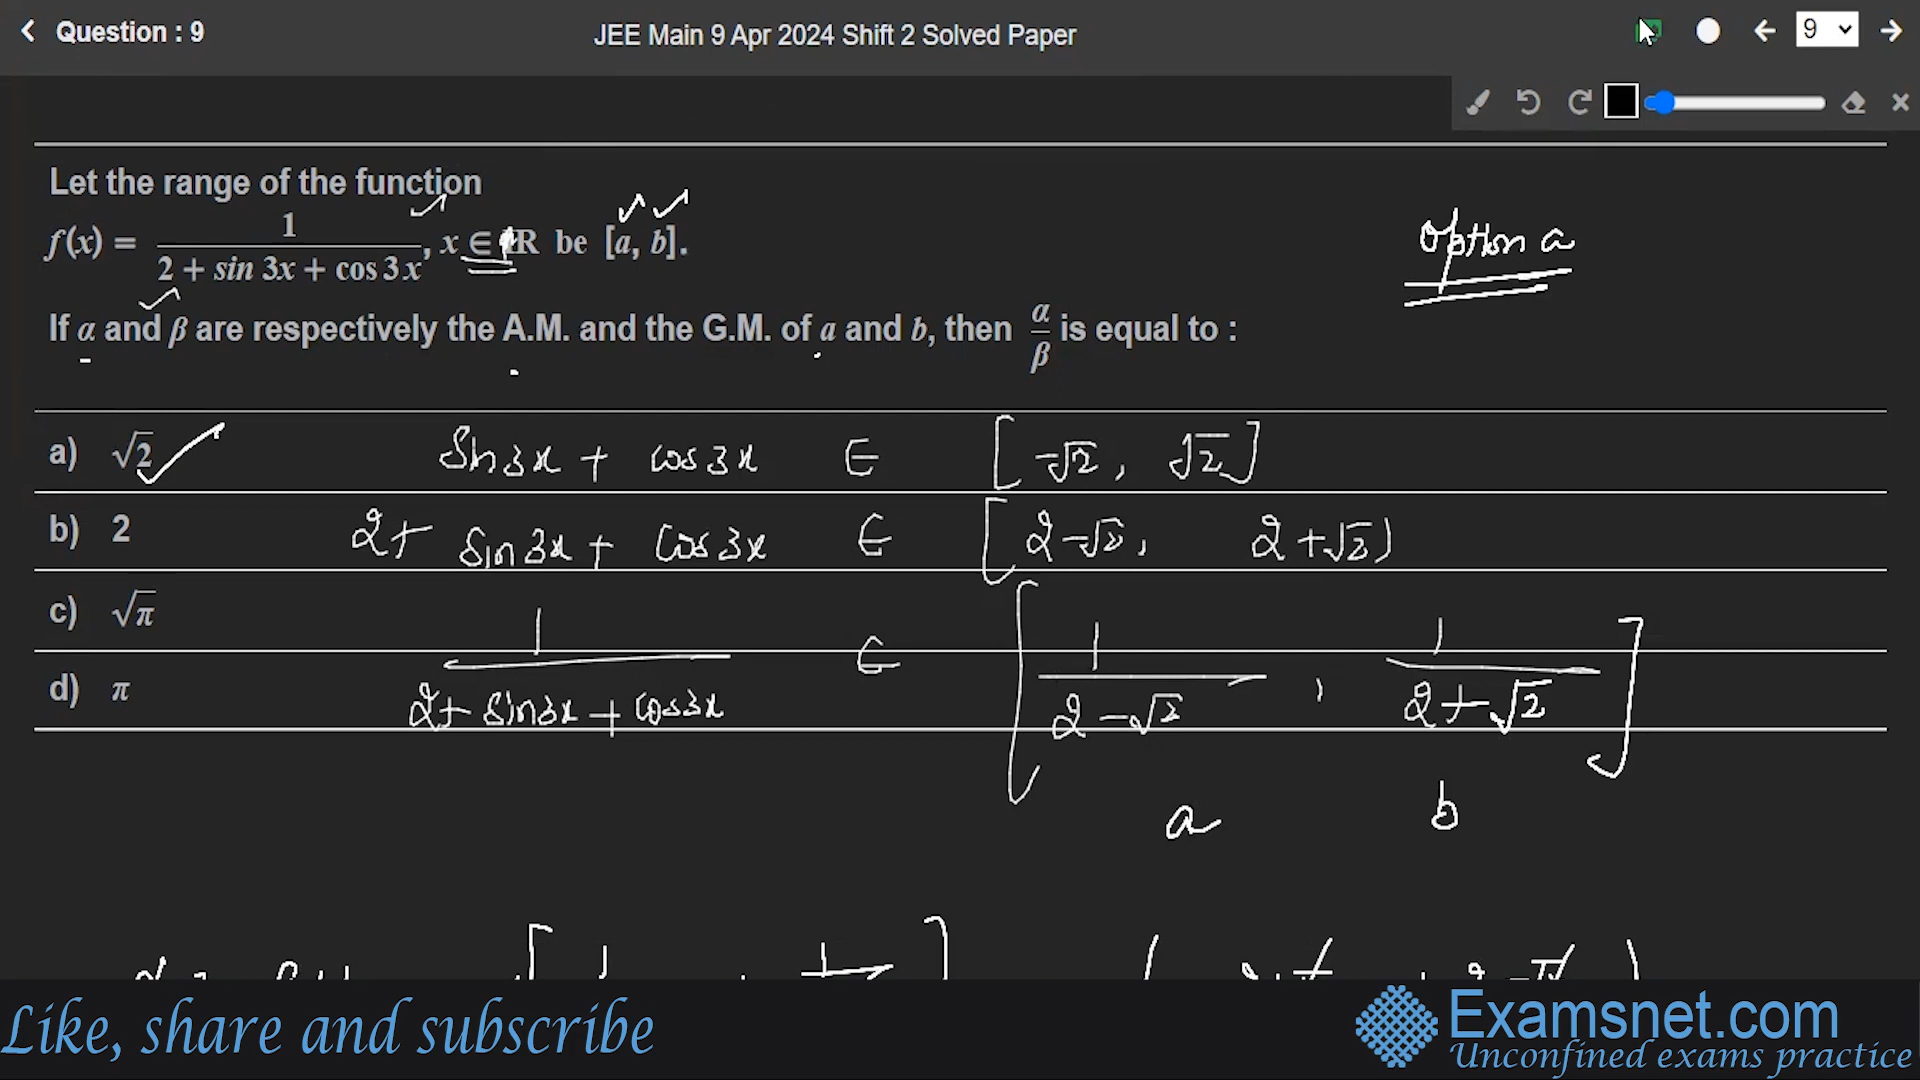 Question : 9
JEE Main 9 Apr 2024 Shift 2 Solved Paper
9
Let the range of the function
f(x) = 1/(2 + sin 3x + cos 3x), x ∈ IR be [a, b].
Option a
If α and β are respectively the A.M. and the G.M. of a and b, then α/β is equal to :
a) √2 Sin3x + cos3x ∈ [-√2, √2]
b) 2 2+ Sin3x + Cos3x ∈ [2-√2, 2+√2)
c) √π
d) π
1/(2+ Sin3x + Cos3x) ∈ [1/(2-√2), 1/(2+√2)]
a b
Like, share and subscribe
Examsnet.com
Unconfined exams practice